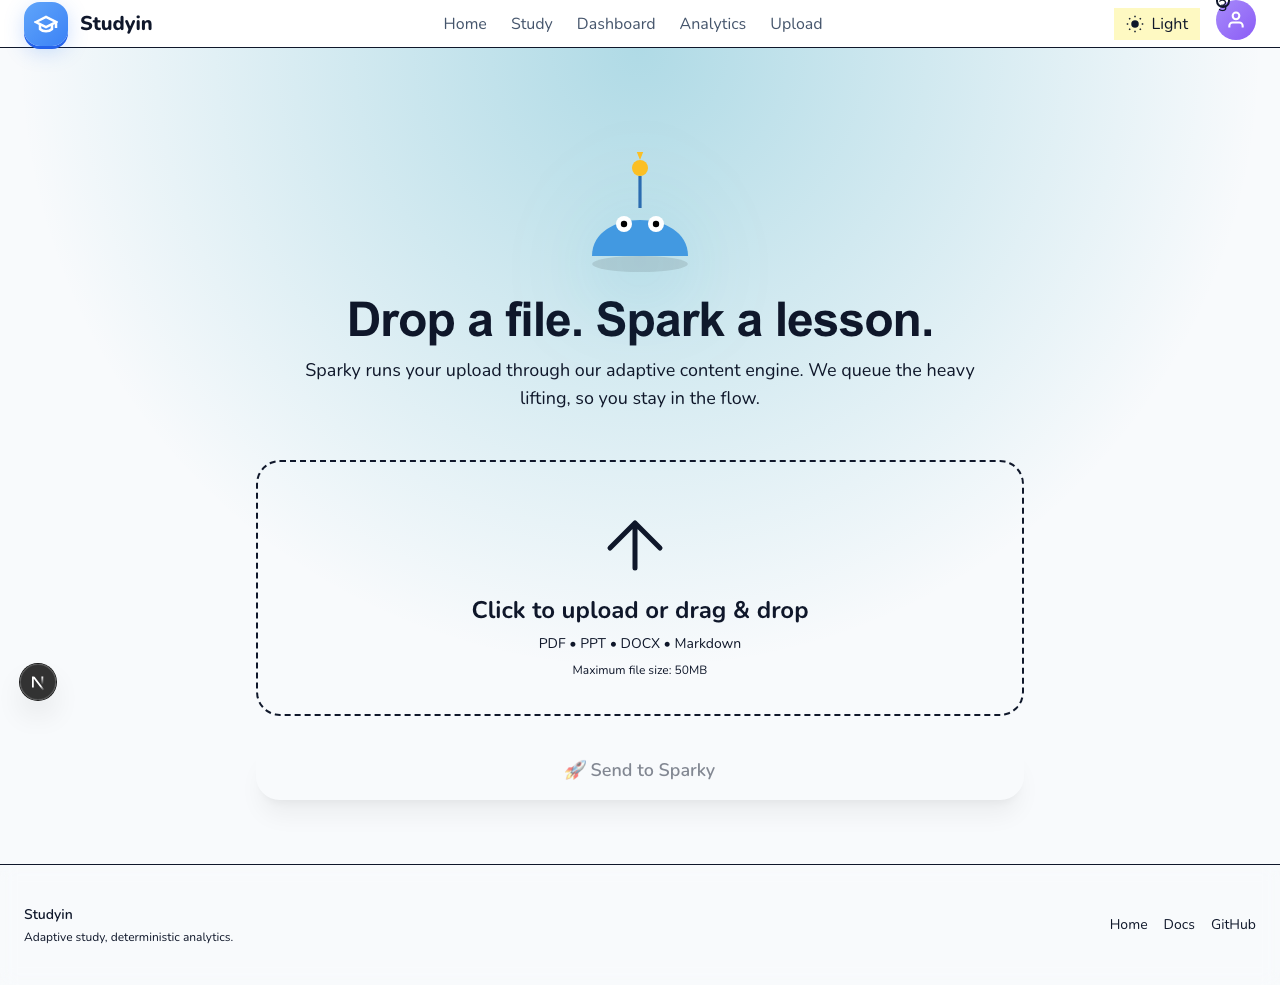 Studyin
Home Study Dashboard Analytics Upload
Light
Drop a file. Spark a lesson.
Sparky runs your upload through our adaptive content engine. We queue the heavy
lifting, so you stay in the flow.
Click to upload or drag & drop
PDF • PPT • DOCX • Markdown
Maximum file size: 50MB
N
🚀 Send to Sparky
Studyin
Adaptive study, deterministic analytics.
Home Docs GitHub